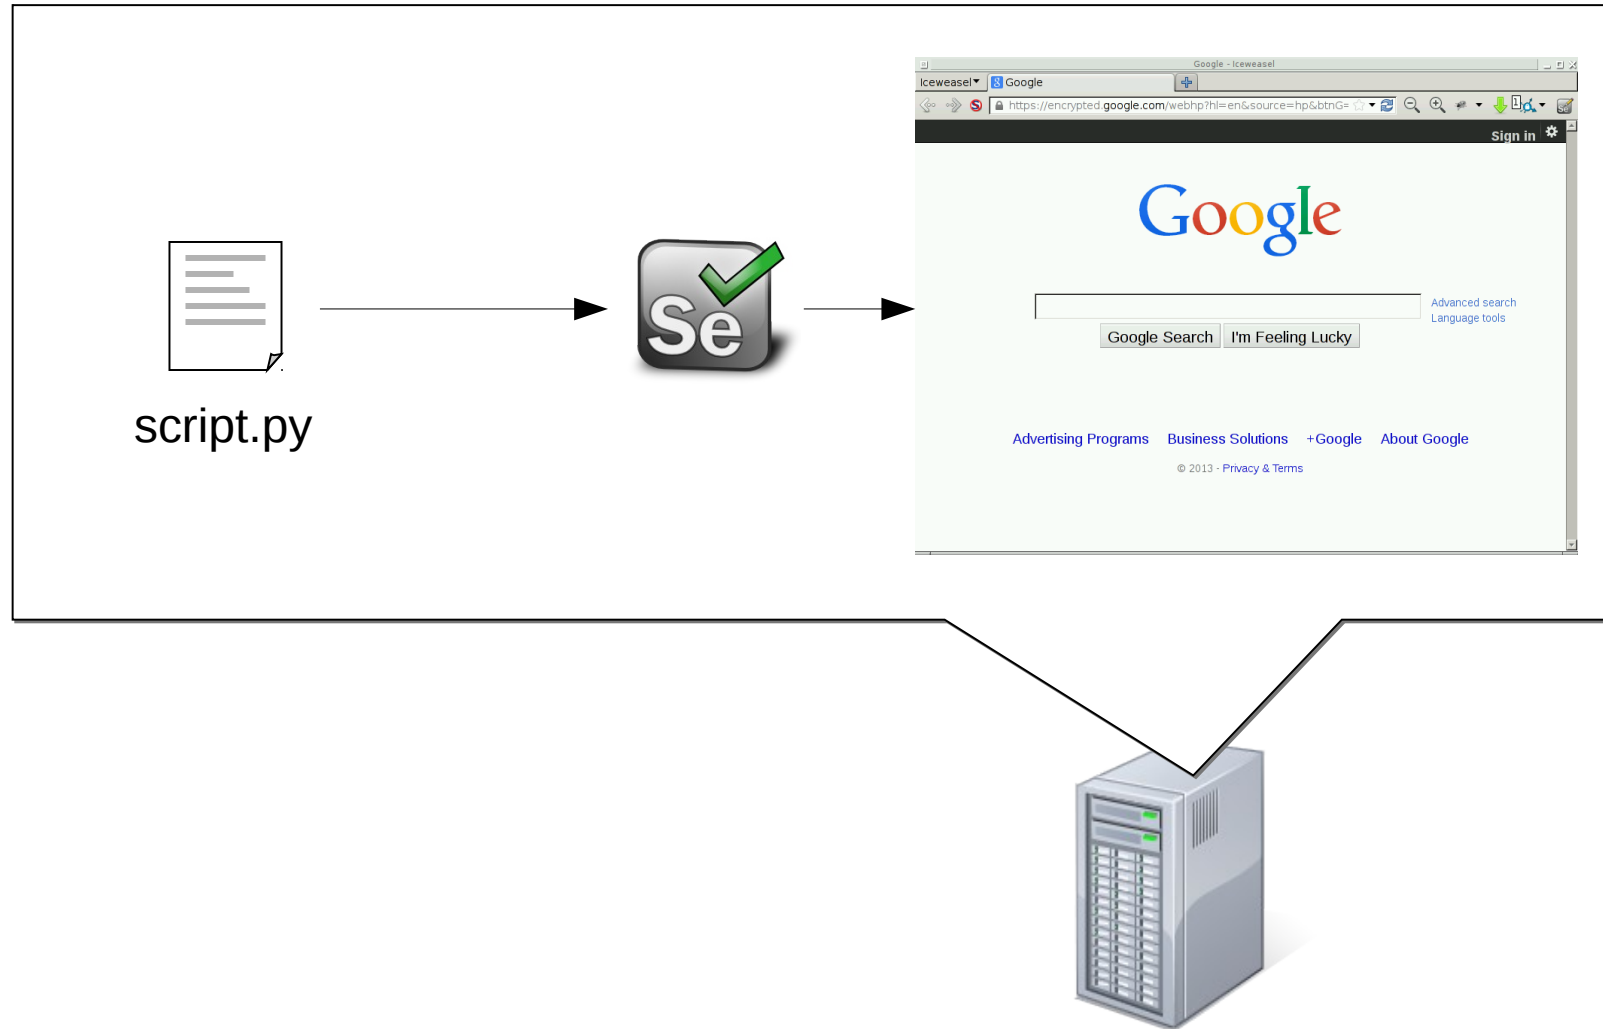 Google - Iceweasel
Iceweasel
Google
https://encrypted.google.com/webhp?hl=en&source=hp&btnG=
1
Sign in
Google
Advanced search
Language tools
Google Search
I'm Feeling Lucky
Se
script.py
Advertising Programs Business Solutions +Google About Google
© 2013 - Privacy & Terms